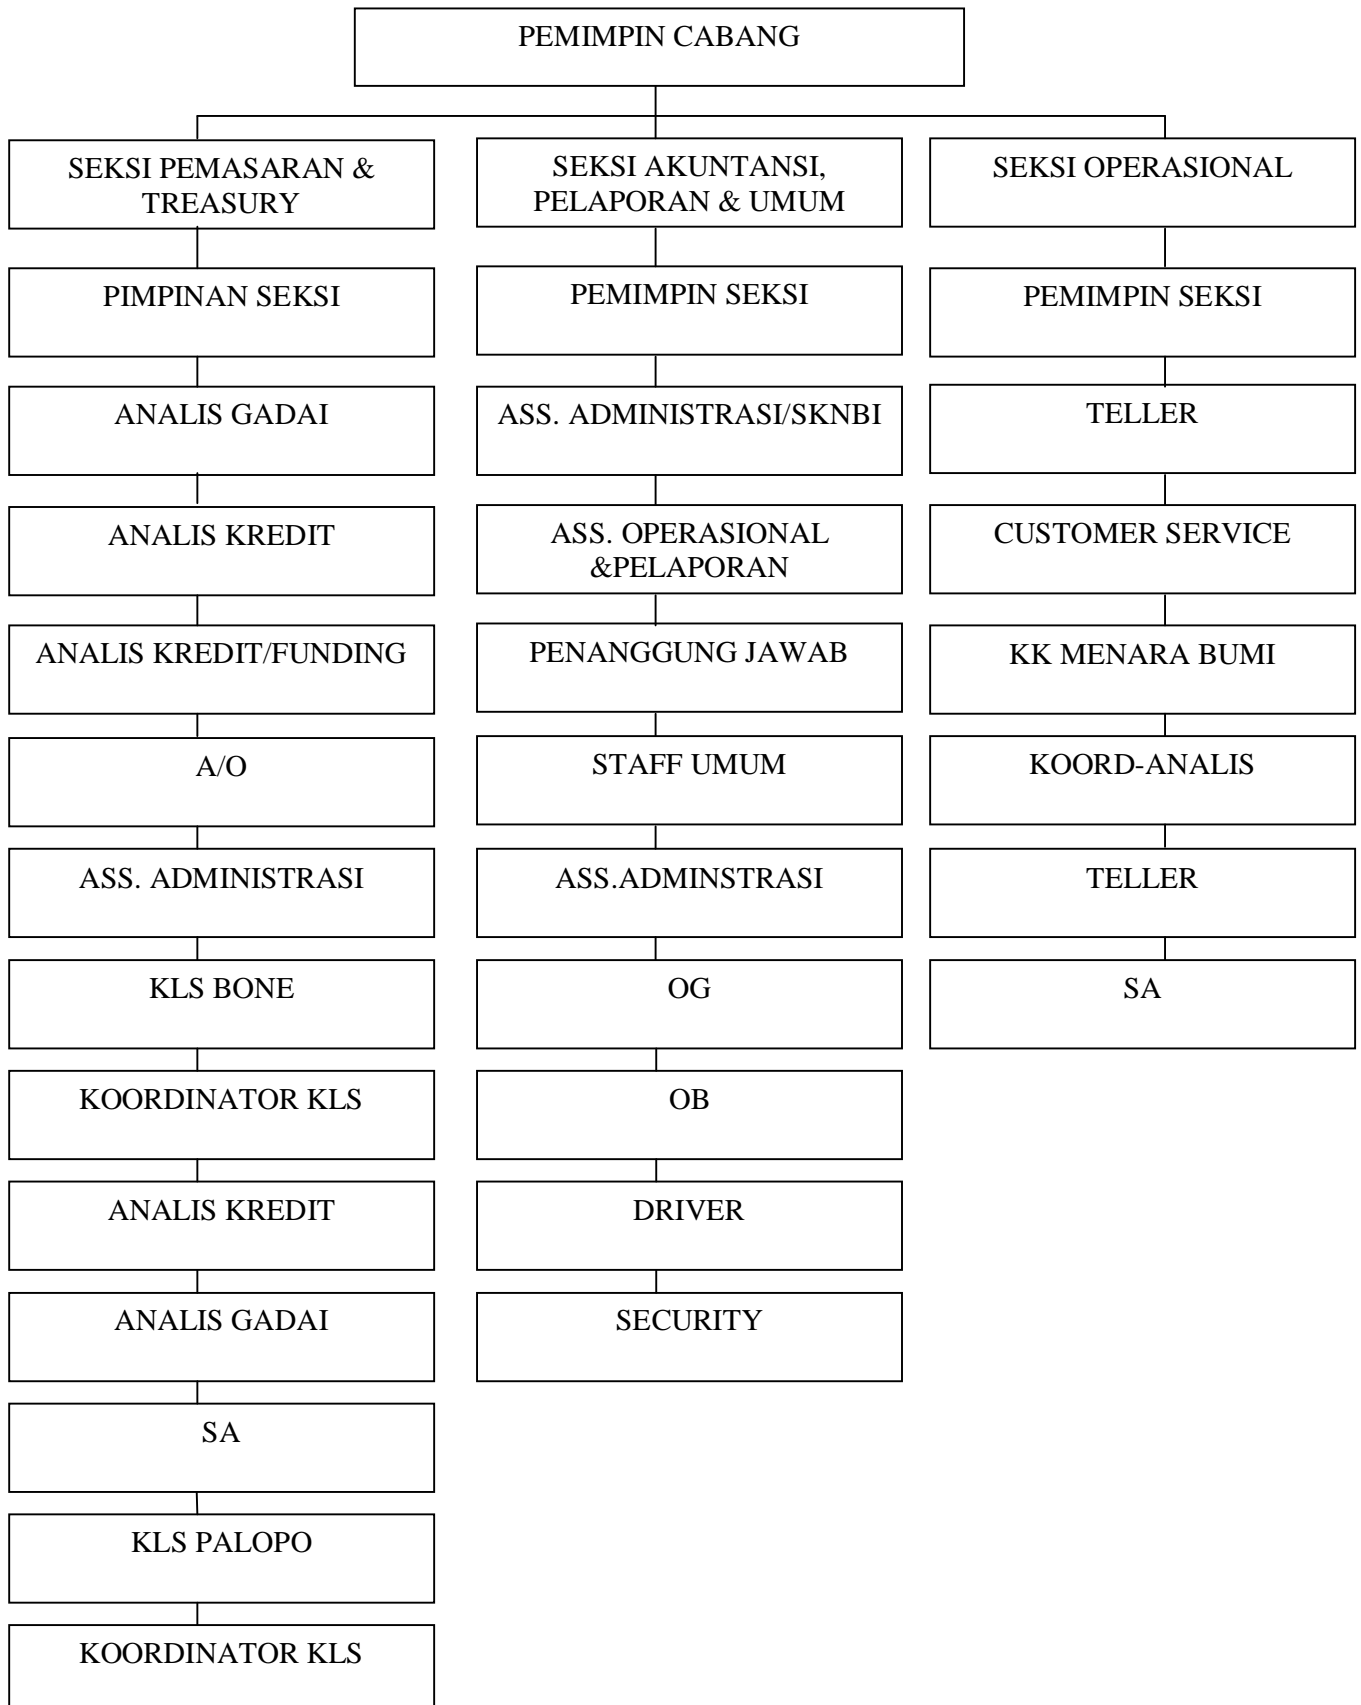 PEMIMPIN CABANG
SEKSI PEMASARAN &
TREASURY
PIMPINAN SEKSI
ANALIS GADAI
ANALIS KREDIT
ANALIS KREDIT/FUNDING
A/O
ASS. ADMINISTRASI
KLS BONE
KOORDINATOR KLS
ANALIS KREDIT
ANALIS GADAI
SA
KLS PALOPO
KOORDINATOR KLS
SEKSI AKUNTANSI,
PELAPORAN & UMUM
PEMIMPIN SEKSI
ASS. ADMINISTRASI/SKNBI
ASS. OPERASIONAL
&PELAPORAN
PENANGGUNG JAWAB
STAFF UMUM
ASS.ADMINSTRASI
OG
OB
DRIVER
SECURITY
SEKSI OPERASIONAL
PEMIMPIN SEKSI
TELLER
CUSTOMER SERVICE
KK MENARA BUMI
KOORD-ANALIS
TELLER
SA